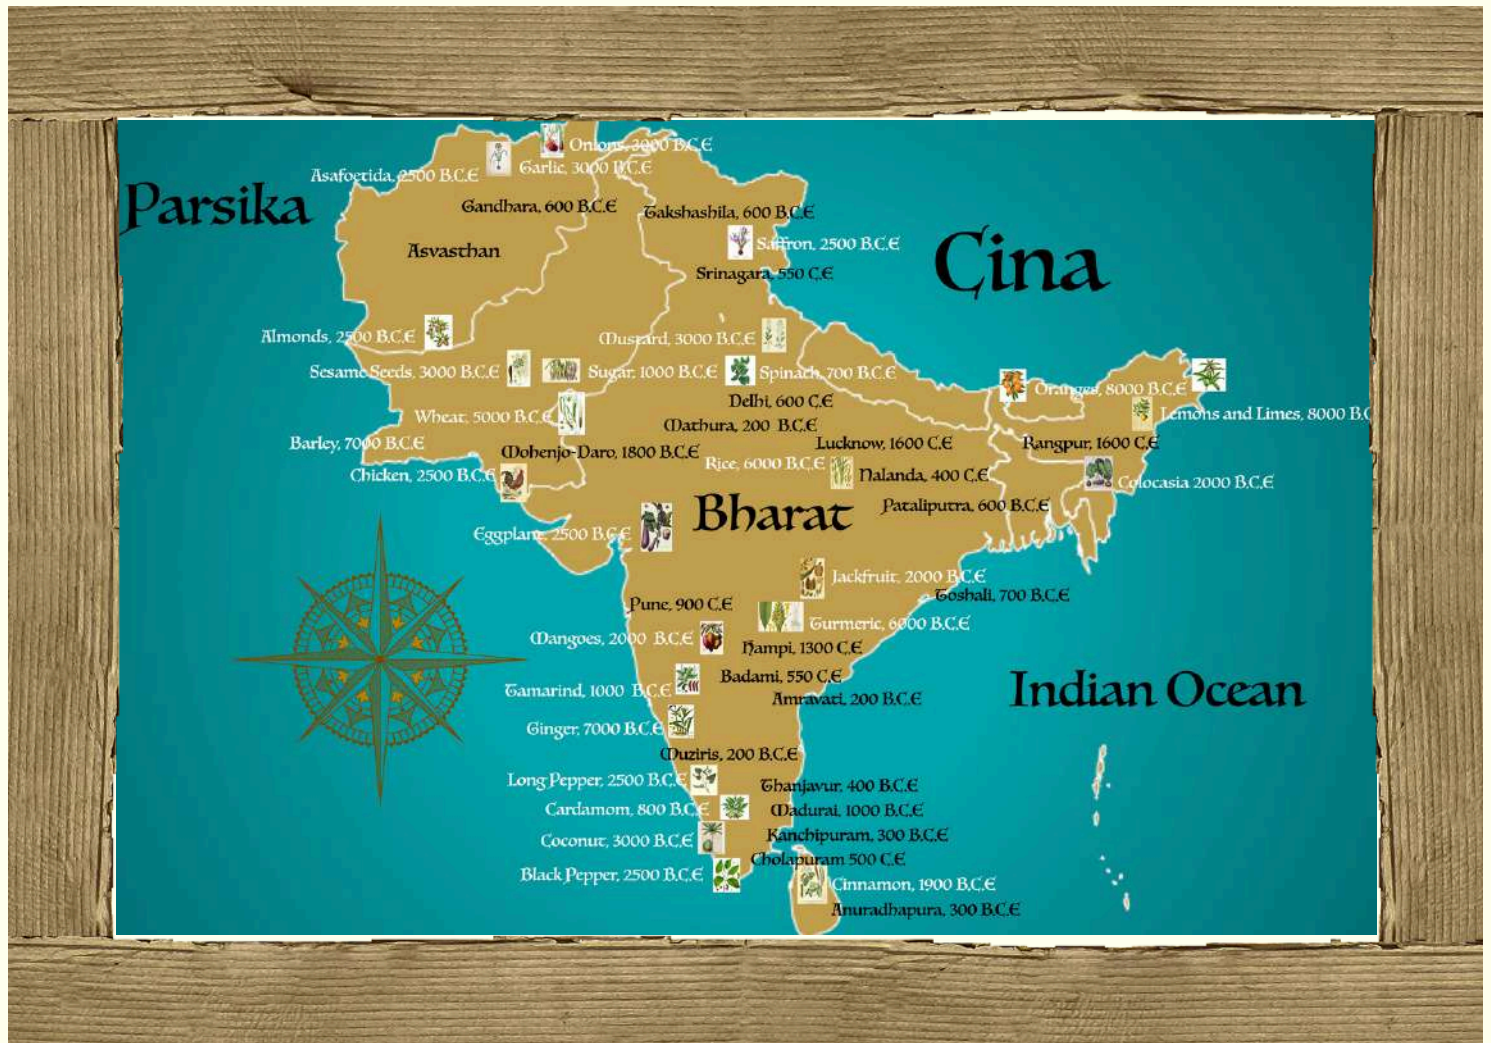 Onions, 3000 B.C.E
Garlic, 3000 B.C.E
Asafoetida, 2500 B.C.E
Parsika
Gandhara, 600 B.C.E
Takshashila, 600 B.C.E
Saffron, 2500 B.C.E
Asvasthan
Cina
Srinagara, 550 C.E
Almonds, 2500 B.C.E
Mustard, 3000 B.C.E
Sesame Seeds, 3000 B.C.E
Sugar, 1000 B.C.E
Spinach, 700 B.C.E
Oranges, 8000 B.C.E
Delhi, 600 C.E
Wheat, 5000 B.C.E
Lemons and Limes, 8000 B.C
Mathura, 200 B.C.E
Barley, 7000 B.C.E
Lucknow, 1600 C.E
Rangpur, 1600 C.E
Mohenjo-Daro, 1800 B.C.E
Rice, 6000 B.C.E
Chicken, 2500 B.C.E
Nalanda, 400 C.E
Colocasia 2000 B.C.E
Bharat
Pataliputra, 600 B.C.E
Eggplant, 2500 B.C.E
Jackfruit, 2000 B.C.E
Toshali, 700 B.C.E
Pune, 900 C.E
Turmeric, 6000 B.C.E
Mangoes, 2000 B.C.E
Hampi, 1300 C.E
Badami, 550 C.E
Tamarind, 1000 B.C.E
Amravati, 200 B.C.E
Indian Ocean
Ginger, 7000 B.C.E
Muziris, 200 B.C.E
Long Pepper, 2500 B.C.E
Thanjavur, 400 B.C.E
Cardamom, 800 B.C.E
Madurai, 1000 B.C.E
Coconut, 3000 B.C.E
Kanchipuram, 300 B.C.E
Cholapuram 500 C.E
Black Pepper, 2500 B.C.E
Cinnamon, 1900 B.C.E
Anuradhapura, 300 B.C.E